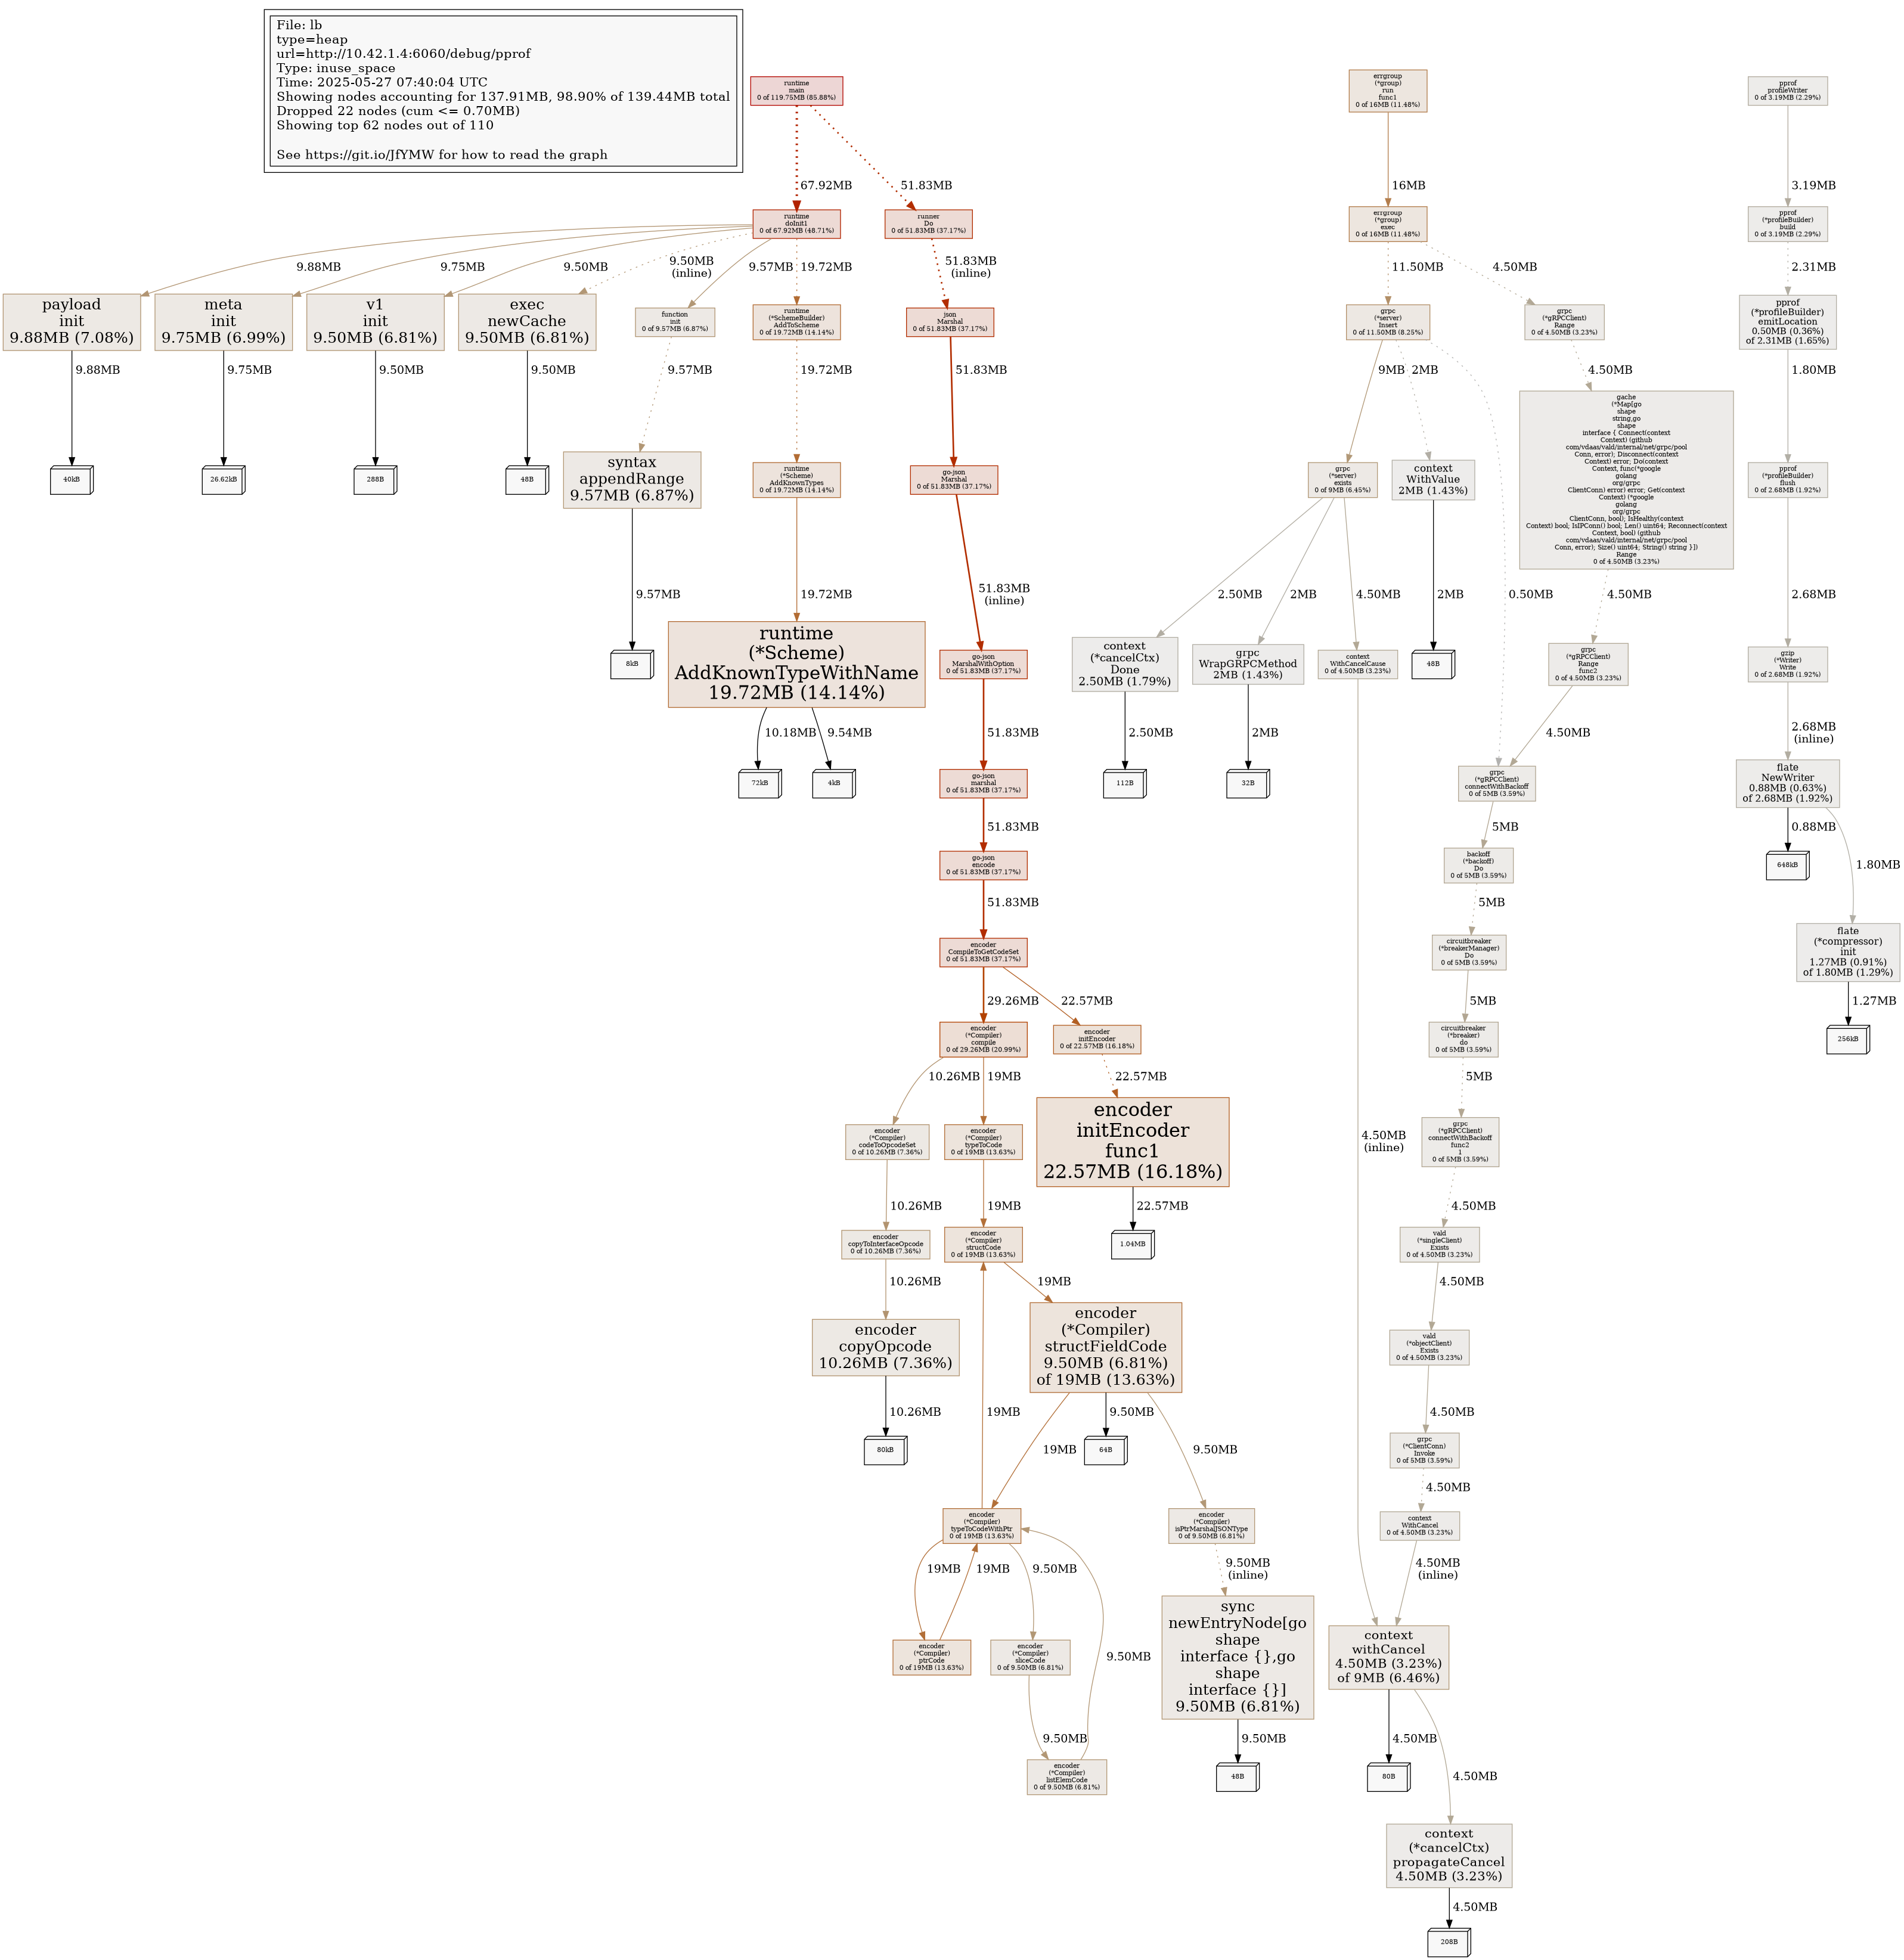 File: lb
type=heap
url=http://10.42.1.4:6060/debug/pprof
Type: inuse_space
Time: 2025-05-27 07:40:04 UTC
Showing nodes accounting for 137.91MB, 98.90% of 139.44MB total
Dropped 22 nodes (cum <= 0.70MB)
Showing top 62 nodes out of 110
See https://git.io/JfYMW for how to read the graph
runtime
main
0 of 119.75MB (85.88%)
errgroup
(*group)
run
func1
0 of 16MB (11.48%)
pprof
profileWriter
0 of 3.19MB (2.29%)
67.92MB
51.83MB
16MB
3.19MB
runtime
doInit1
0 of 67.92MB (48.71%)
runner
Do
0 of 51.83MB (37.17%)
errgroup
(*group)
exec
0 of 16MB (11.48%)
pprof
(*profileBuilder)
build
0 of 3.19MB (2.29%)
9.88MB
9.75MB
9.50MB
9.50MB
(inline)
9.57MB
19.72MB
51.83MB
(inline)
11.50MB
4.50MB
2.31MB
payload
init
9.88MB (7.08%)
meta
init
9.75MB (6.99%)
v1
init
9.50MB (6.81%)
exec
newCache
9.50MB (6.81%)
function
init
0 of 9.57MB (6.87%)
runtime
(*SchemeBuilder)
AddToScheme
0 of 19.72MB (14.14%)
json
Marshal
0 of 51.83MB (37.17%)
grpc
(*server)
Insert
0 of 11.50MB (8.25%)
grpc
(*gRPCClient)
Range
0 of 4.50MB (3.23%)
pprof
(*profileBuilder)
emitLocation
0.50MB (0.36%)
of 2.31MB (1.65%)
9.88MB
9.75MB
9.50MB
9.50MB
9.57MB
19.72MB
51.83MB
9MB
2MB
0.50MB
4.50MB
1.80MB
40kB
26.62kB
288B
48B
syntax
appendRange
9.57MB (6.87%)
runtime
(*Scheme)
AddKnownTypes
0 of 19.72MB (14.14%)
go-json
Marshal
0 of 51.83MB (37.17%)
grpc
(*server)
exists
0 of 9MB (6.45%)
context
WithValue
2MB (1.43%)
gache
(*Map[go
shape
string,go
shape
interface { Connect(context
Context) (github
com/vdaas/vald/internal/net/grpc/pool
Conn, error); Disconnect(context
Context) error; Do(context
Context, func(*google
golang
org/grpc
ClientConn) error) error; Get(context
Context) (*google
golang
org/grpc
ClientConn, bool); IsHealthy(context
Context) bool; IsIPConn() bool; Len() uint64; Reconnect(context
Context, bool) (github
com/vdaas/vald/internal/net/grpc/pool
Conn, error); Size() uint64; String() string }])
Range
0 of 4.50MB (3.23%)
pprof
(*profileBuilder)
flush
0 of 2.68MB (1.92%)
9.57MB
19.72MB
51.83MB
(inline)
2.50MB
2MB
4.50MB
2MB
4.50MB
2.68MB
8kB
runtime
(*Scheme)
AddKnownTypeWithName
19.72MB (14.14%)
go-json
MarshalWithOption
0 of 51.83MB (37.17%)
context
(*cancelCtx)
Done
2.50MB (1.79%)
grpc
WrapGRPCMethod
2MB (1.43%)
context
WithCancelCause
0 of 4.50MB (3.23%)
48B
grpc
(*gRPCClient)
Range
func2
0 of 4.50MB (3.23%)
gzip
(*Writer)
Write
0 of 2.68MB (1.92%)
10.18MB
9.54MB
51.83MB
2.50MB
2MB
4.50MB
2.68MB
(inline)
72kB
4kB
go-json
marshal
0 of 51.83MB (37.17%)
112B
32B
grpc
(*gRPCClient)
connectWithBackoff
0 of 5MB (3.59%)
flate
NewWriter
0.88MB (0.63%)
of 2.68MB (1.92%)
51.83MB
5MB
0.88MB
1.80MB
go-json
encode
0 of 51.83MB (37.17%)
backoff
(*backoff)
Do
0 of 5MB (3.59%)
648kB
51.83MB
5MB
encoder
CompileToGetCodeSet
0 of 51.83MB (37.17%)
circuitbreaker
(*breakerManager)
Do
0 of 5MB (3.59%)
flate
(*compressor)
init
1.27MB (0.91%)
of 1.80MB (1.29%)
29.26MB
22.57MB
5MB
1.27MB
encoder
(*Compiler)
compile
0 of 29.26MB (20.99%)
encoder
initEncoder
0 of 22.57MB (16.18%)
circuitbreaker
(*breaker)
do
0 of 5MB (3.59%)
256kB
10.26MB
19MB
22.57MB
5MB
encoder
(*Compiler)
codeToOpcodeSet
0 of 10.26MB (7.36%)
encoder
(*Compiler)
typeToCode
0 of 19MB (13.63%)
encoder
initEncoder
func1
22.57MB (16.18%)
4.50MB
(inline)
grpc
(*gRPCClient)
connectWithBackoff
func2
1
0 of 5MB (3.59%)
10.26MB
19MB
22.57MB
4.50MB
encoder
copyToInterfaceOpcode
0 of 10.26MB (7.36%)
encoder
(*Compiler)
structCode
0 of 19MB (13.63%)
1.04MB
vald
(*singleClient)
Exists
0 of 4.50MB (3.23%)
10.26MB
19MB
4.50MB
encoder
copyOpcode
10.26MB (7.36%)
encoder
(*Compiler)
structFieldCode
9.50MB (6.81%)
of 19MB (13.63%)
vald
(*objectClient)
Exists
0 of 4.50MB (3.23%)
10.26MB
19MB
9.50MB
4.50MB
80kB
19MB
64B
9.50MB
grpc
(*ClientConn)
Invoke
0 of 5MB (3.59%)
4.50MB
encoder
(*Compiler)
typeToCodeWithPtr
0 of 19MB (13.63%)
encoder
(*Compiler)
isPtrMarshalJSONType
0 of 9.50MB (6.81%)
context
WithCancel
0 of 4.50MB (3.23%)
19MB
19MB
9.50MB
9.50MB
(inline)
4.50MB
(inline)
encoder
(*Compiler)
ptrCode
0 of 19MB (13.63%)
encoder
(*Compiler)
sliceCode
0 of 9.50MB (6.81%)
9.50MB
sync
newEntryNode[go
shape
interface {},go
shape
interface {}]
9.50MB (6.81%)
context
withCancel
4.50MB (3.23%)
of 9MB (6.46%)
9.50MB
9.50MB
4.50MB
4.50MB
encoder
(*Compiler)
listElemCode
0 of 9.50MB (6.81%)
48B
80B
context
(*cancelCtx)
propagateCancel
4.50MB (3.23%)
4.50MB
208B